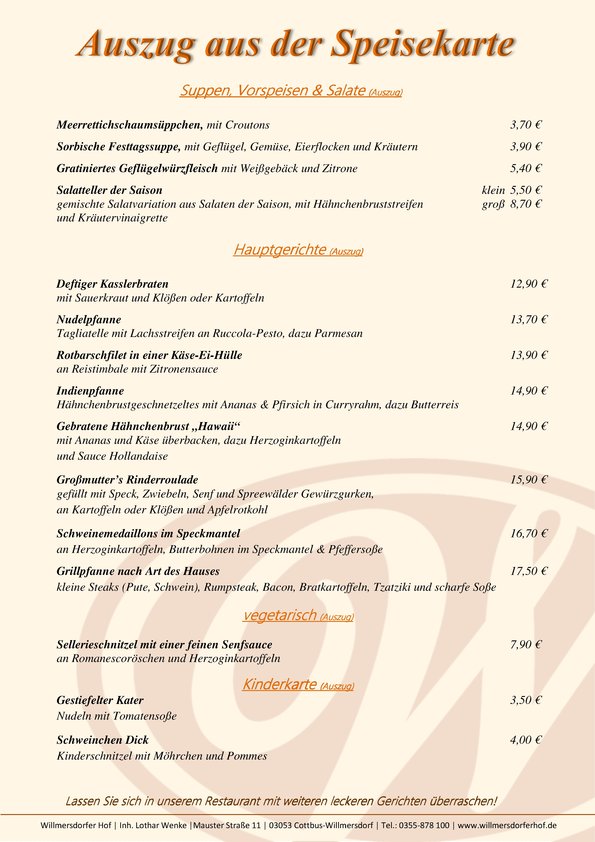 Auszug aus der Speisekarte
Suppen, Vorspeisen & Salate (Auszug)
Meerrettichschaumsüppchen, mit Croutons 3,70 €
Sorbische Festtagssuppe, mit Geflügel, Gemüse, Eierflocken und Kräutern 3,90 €
Gratiniertes Geflügelwürzfleisch mit Weißgebäck und Zitrone 5,40 €
Salatteller der Saison klein 5,50 €
gemischte Salatvariation aus Salaten der Saison, mit Hähnchenbruststreifen groß 8,70 €
und Kräutervinaigrette
Hauptgerichte (Auszug)
Deftiger Kasslerbraten 12,90 €
mit Sauerkraut und Klößen oder Kartoffeln
Nudelpfanne 13,70 €
Tagliatelle mit Lachsstreifen an Ruccola-Pesto, dazu Parmesan
Rotbarschfilet in einer Käse-Ei-Hülle 13,90 €
an Reistimbale mit Zitronensauce
Indienpfanne 14,90 €
Hähnchenbrustgeschnetzeltes mit Ananas & Pfirsich in Curryrahm, dazu Butterreis
Gebratene Hähnchenbrust „Hawaii“ 14,90 €
mit Ananas und Käse überbacken, dazu Herzoginkartoffeln
und Sauce Hollandaise
Großmutter’s Rinderroulade 15,90 €
gefüllt mit Speck, Zwiebeln, Senf und Spreewälder Gewürzgurken,
an Kartoffeln oder Klößen und Apfelrotkohl
Schweinemedaillons im Speckmantel 16,70 €
an Herzoginkartoffeln, Butterbohnen im Speckmantel & Pfeffersoße
Grillpfanne nach Art des Hauses 17,50 €
kleine Steaks (Pute, Schwein), Rumpsteak, Bacon, Bratkartoffeln, Tzatziki und scharfe Soße
vegetarisch (Auszug)
Sellerieschnitzel mit einer feinen Senfsauce 7,90 €
an Romanescoröschen und Herzoginkartoffeln
Kinderkarte (Auszug)
Gestiefelter Kater 3,50 €
Nudeln mit Tomatensoße
Schweinchen Dick 4,00 €
Kinderschnitzel mit Möhrchen und Pommes
Lassen Sie sich in unserem Restaurant mit weiteren leckeren Gerichten überraschen!
Willmersdorfer Hof | Inh. Lothar Wenke |Mauster Straße 11 | 03053 Cottbus-Willmersdorf | Tel.: 0355-878 100 | www.willmersdorferhof.de